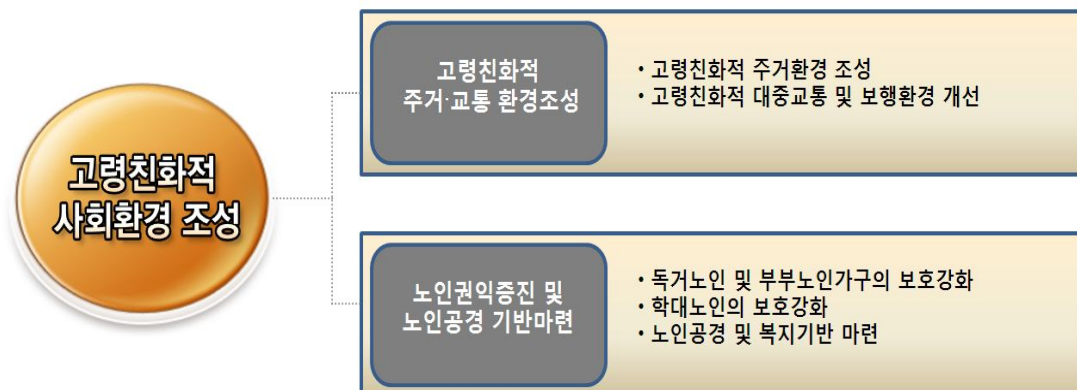 고령친화적
사회환경 조성
고령친화적
주거·교통 환경조성
• 고령친화적 주거환경 조성
• 고령친화적 대중교통 및 보행환경 개선
노인권익증진 및
노인공경 기반마련
• 독거노인 및 부부노인가구의 보호강화
• 학대노인의 보호강화
• 노인공경 및 복지기반 마련